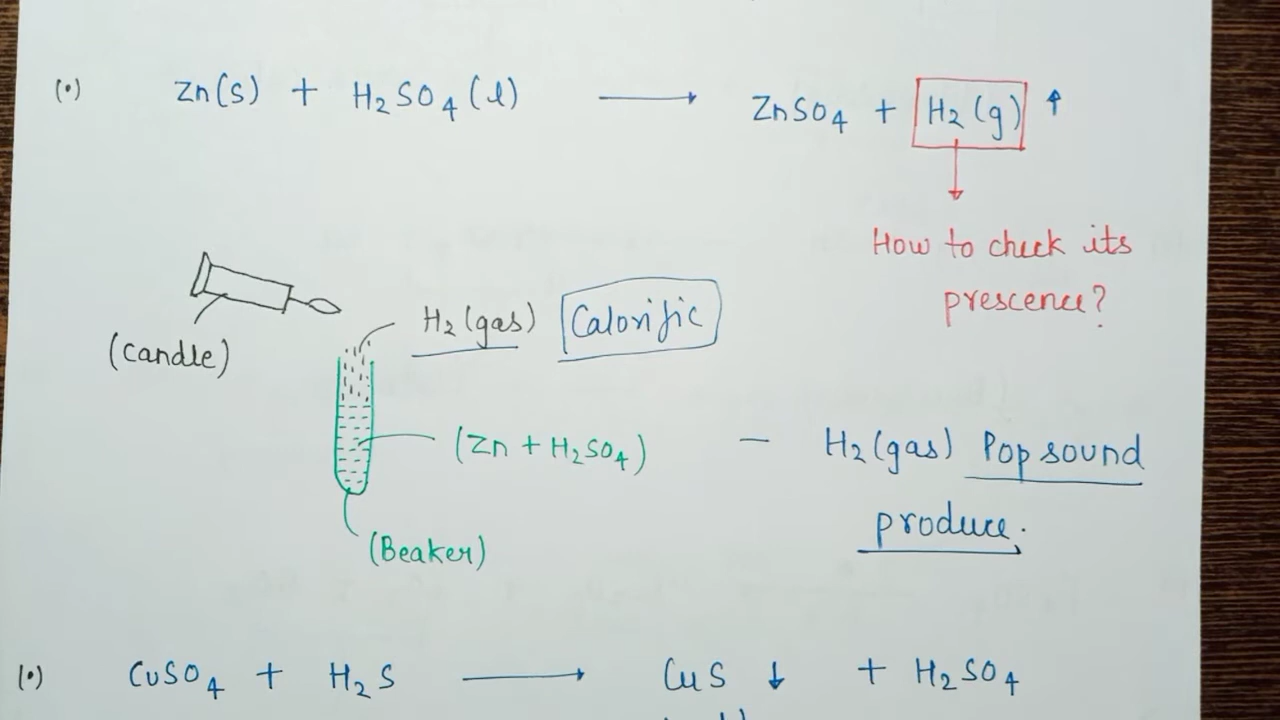 (•) Zn(s) + H₂SO₄(l) ⟶ ZnSO₄ + H₂(g) ↑
How to check its
prescence?
H₂(gas) Calorific
(Candle)
(Zn + H₂SO₄) – H₂(gas) Pop sound
produce.
(Beaker)
(•) CuSO₄ + H₂S ⟶ CuS ↓ + H₂SO₄